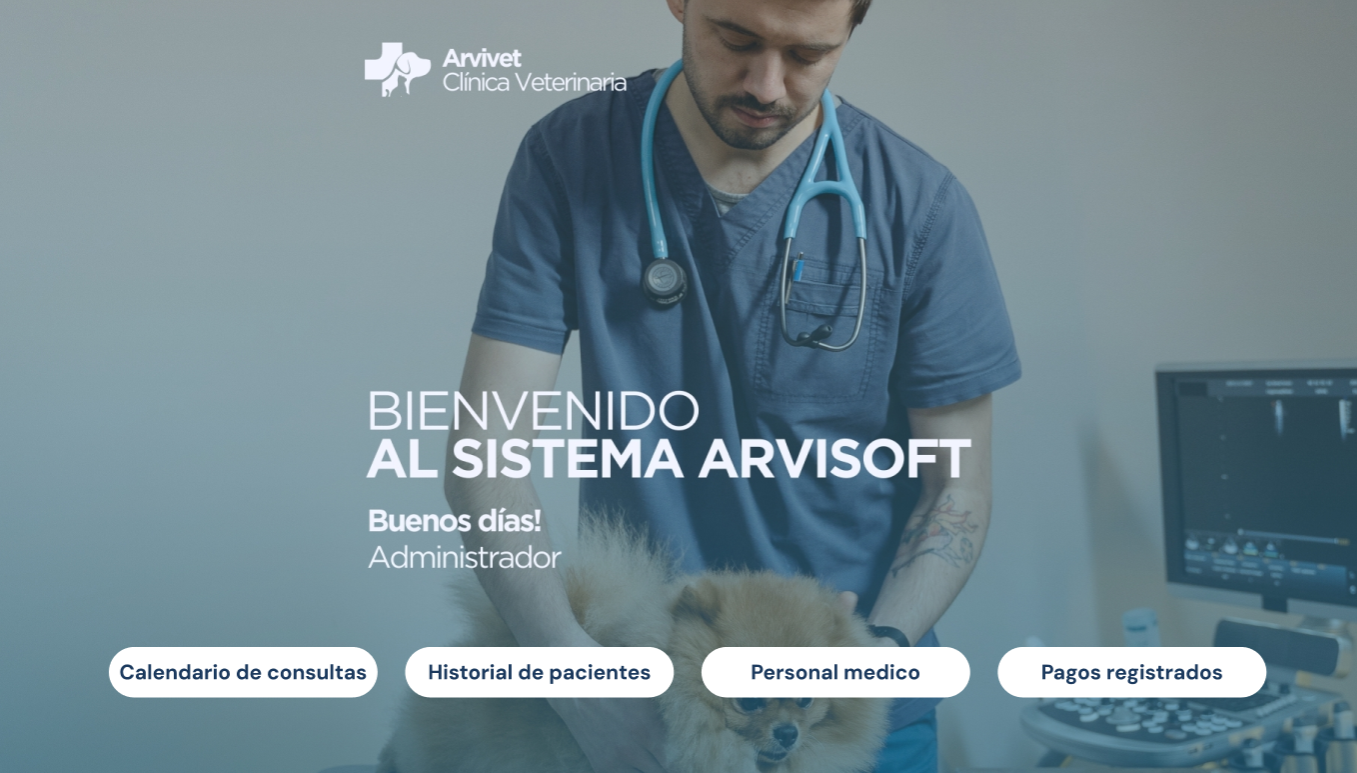 Arvivet
Clínica Veterinaria
BIENVENIDO
AL SISTEMA ARVISOFT
Buenos días!
Administrador
Calendario de consultas
Historial de pacientes
Personal medico
Pagos registrados